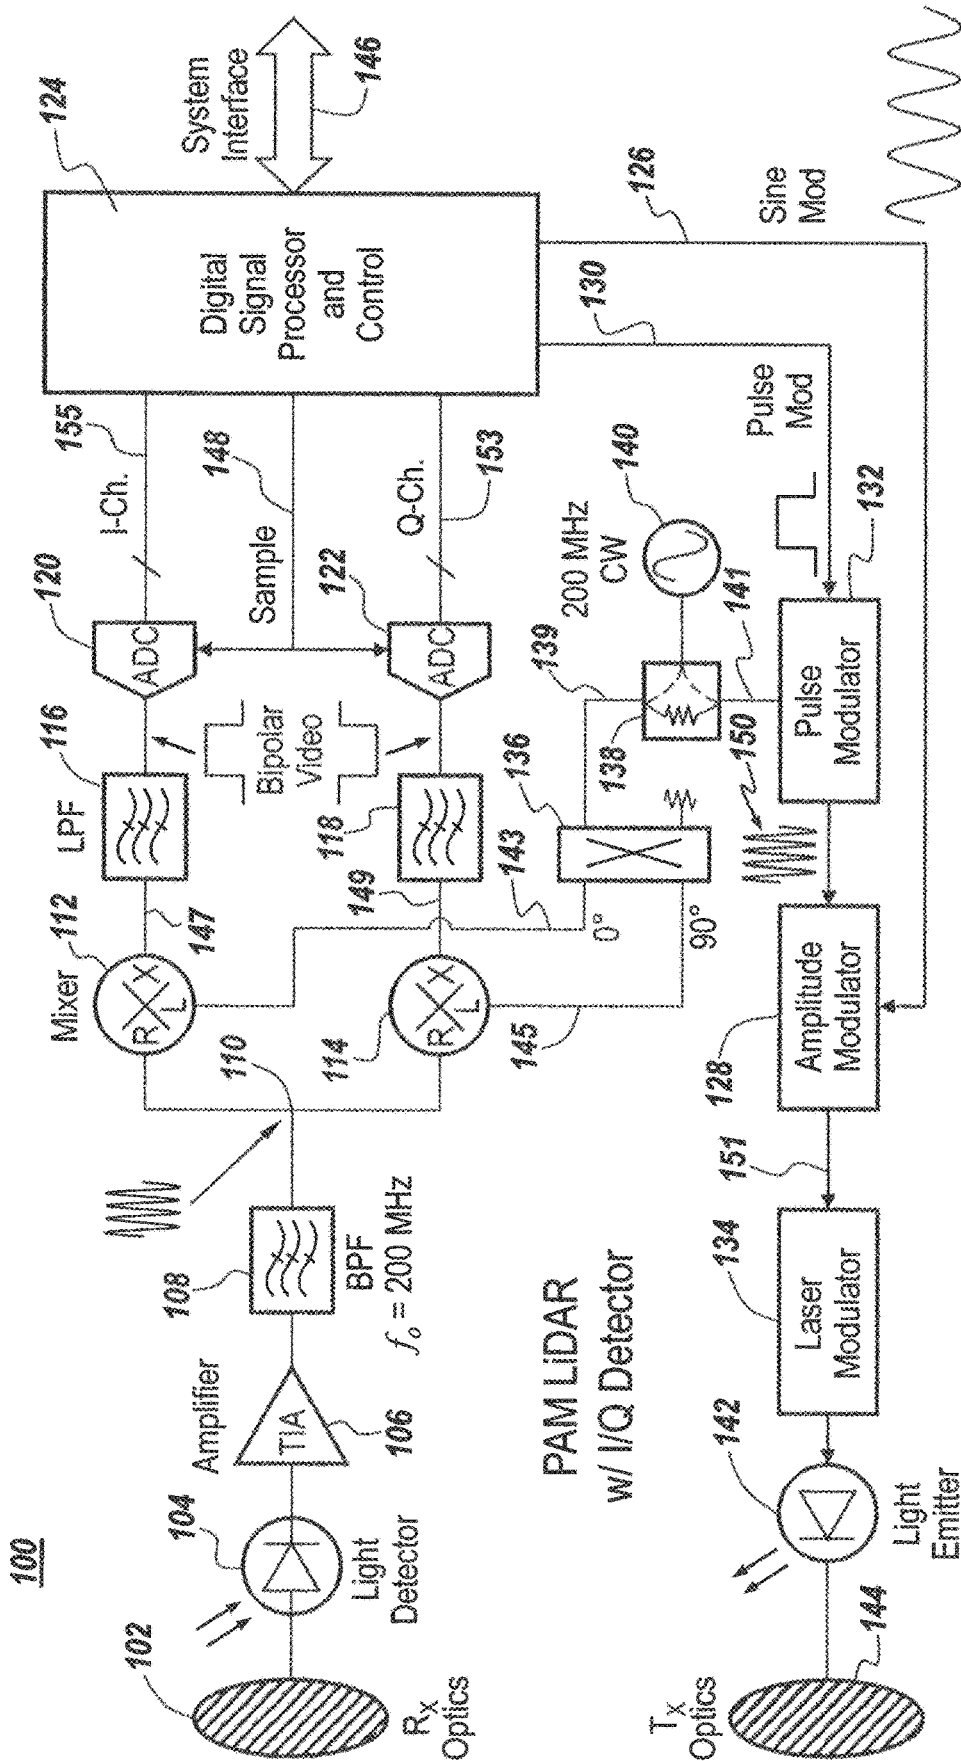 100
102
Rx
Optics
104
Light
Detector
Amplifier
TIA
106
108
BPF
fo = 200 MHz
110
Mixer
112
R X
L
147
LPF
116
120
ADC
I-Ch.
155
124
Digital
Signal
Processor
and
Control
System
Interface
146
Bipolar
Video
Sample
148
114
R X
L
149
118
122
ADC
Q-Ch.
153
143
145
0°
90°
136
139
138
200 MHz
CW
140
141
150
PAM LiDAR
w/ I/Q Detector
Tx
Optics
144
142
Light
Emitter
134
Laser
Modulator
151
128
Amplitude
Modulator
Pulse
Modulator
132
Pulse
Mod
130
126
Sine
Mod